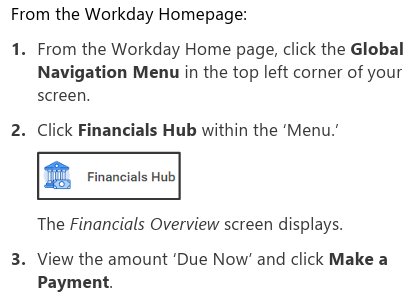 From the Workday Homepage:
1. From the Workday Home page, click the Global
Navigation Menu in the top left corner of your
screen.
2. Click Financials Hub within the ‘Menu.’
Financials Hub
The Financials Overview screen displays.
3. View the amount ‘Due Now’ and click Make a
Payment.